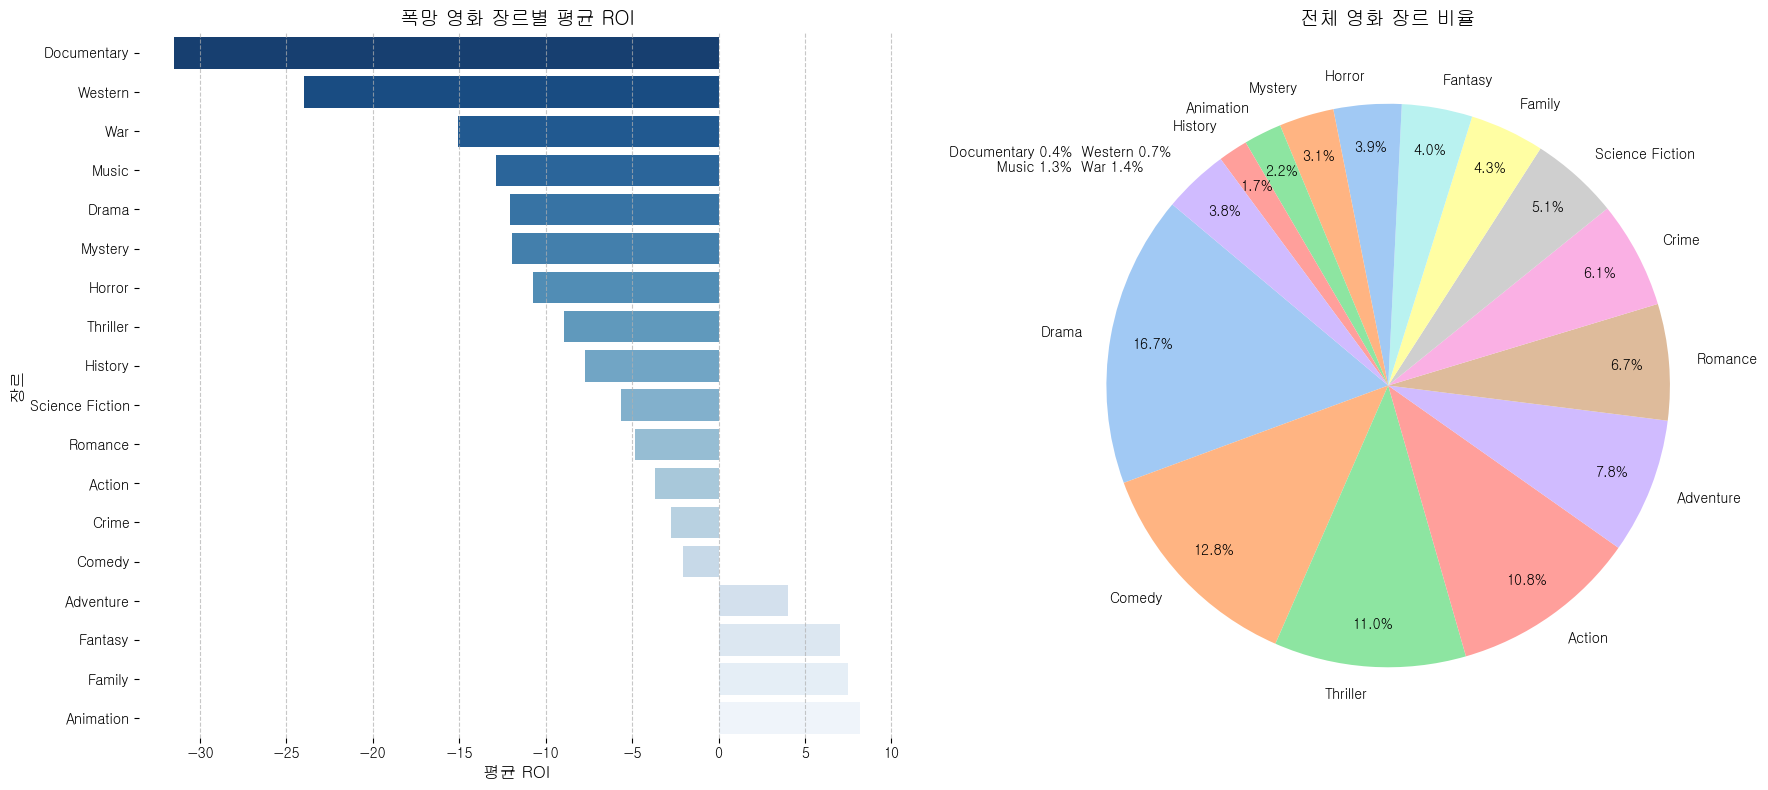 폭망 영화 장르별 평균 ROI
Documentary
Western
War
Music
Drama
Mystery
Horror
Thriller
History
Science Fiction
Romance
Action
Crime
Comedy
Adventure
Fantasy
Family
Animation
장르
−30
−25
−20
−15
−10
−5
0
5
10
평균 ROI
전체 영화 장르 비율
Horror
Fantasy
Mystery
Family
Animation
History
Documentary 0.4% Western 0.7%
Music 1.3% War 1.4%
Science Fiction
Crime
Romance
Adventure
Action
Thriller
Comedy
Drama
3.9%
4.0%
3.1%
4.3%
2.2%
1.7%
3.8%
5.1%
6.1%
6.7%
7.8%
10.8%
11.0%
12.8%
16.7%